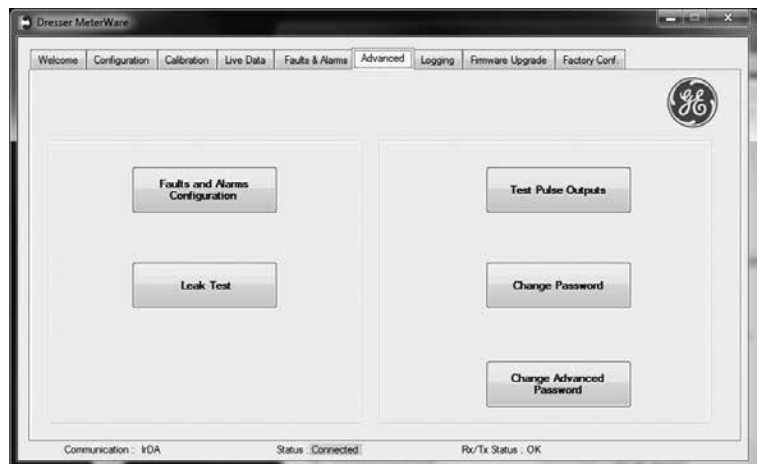 Dresser MeterWare
Welcome Configuration Calibration Live Data Faults & Alarms Advanced Logging Firmware Upgrade Factory Conf.
GE
Faults and Alarms
Configuration
Test Pulse Outputs
Leak Test
Change Password
Change Advanced
Password
Communication : IrDA Status : Connected Rx/Tx Status : OK